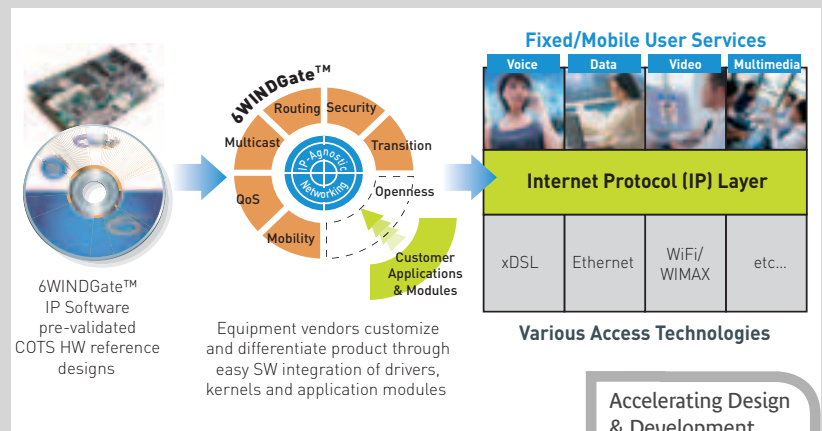 6WINDGate™
IP Software
pre-validated
COTS HW reference
designs
6WINDGate™
Routing
Security
Multicast
Transition
QoS
Openness
Mobility
IP-Agnostic
Networking
Customer
Applications
& Modules
Equipment vendors customize
and differentiate product through
easy SW integration of drivers,
kernels and application modules
Fixed/Mobile User Services
Voice
Data
Video
Multimedia
Internet Protocol (IP) Layer
xDSL
Ethernet
WiFi/
WIMAX
etc...
Various Access Technologies
Accelerating Design
& Development